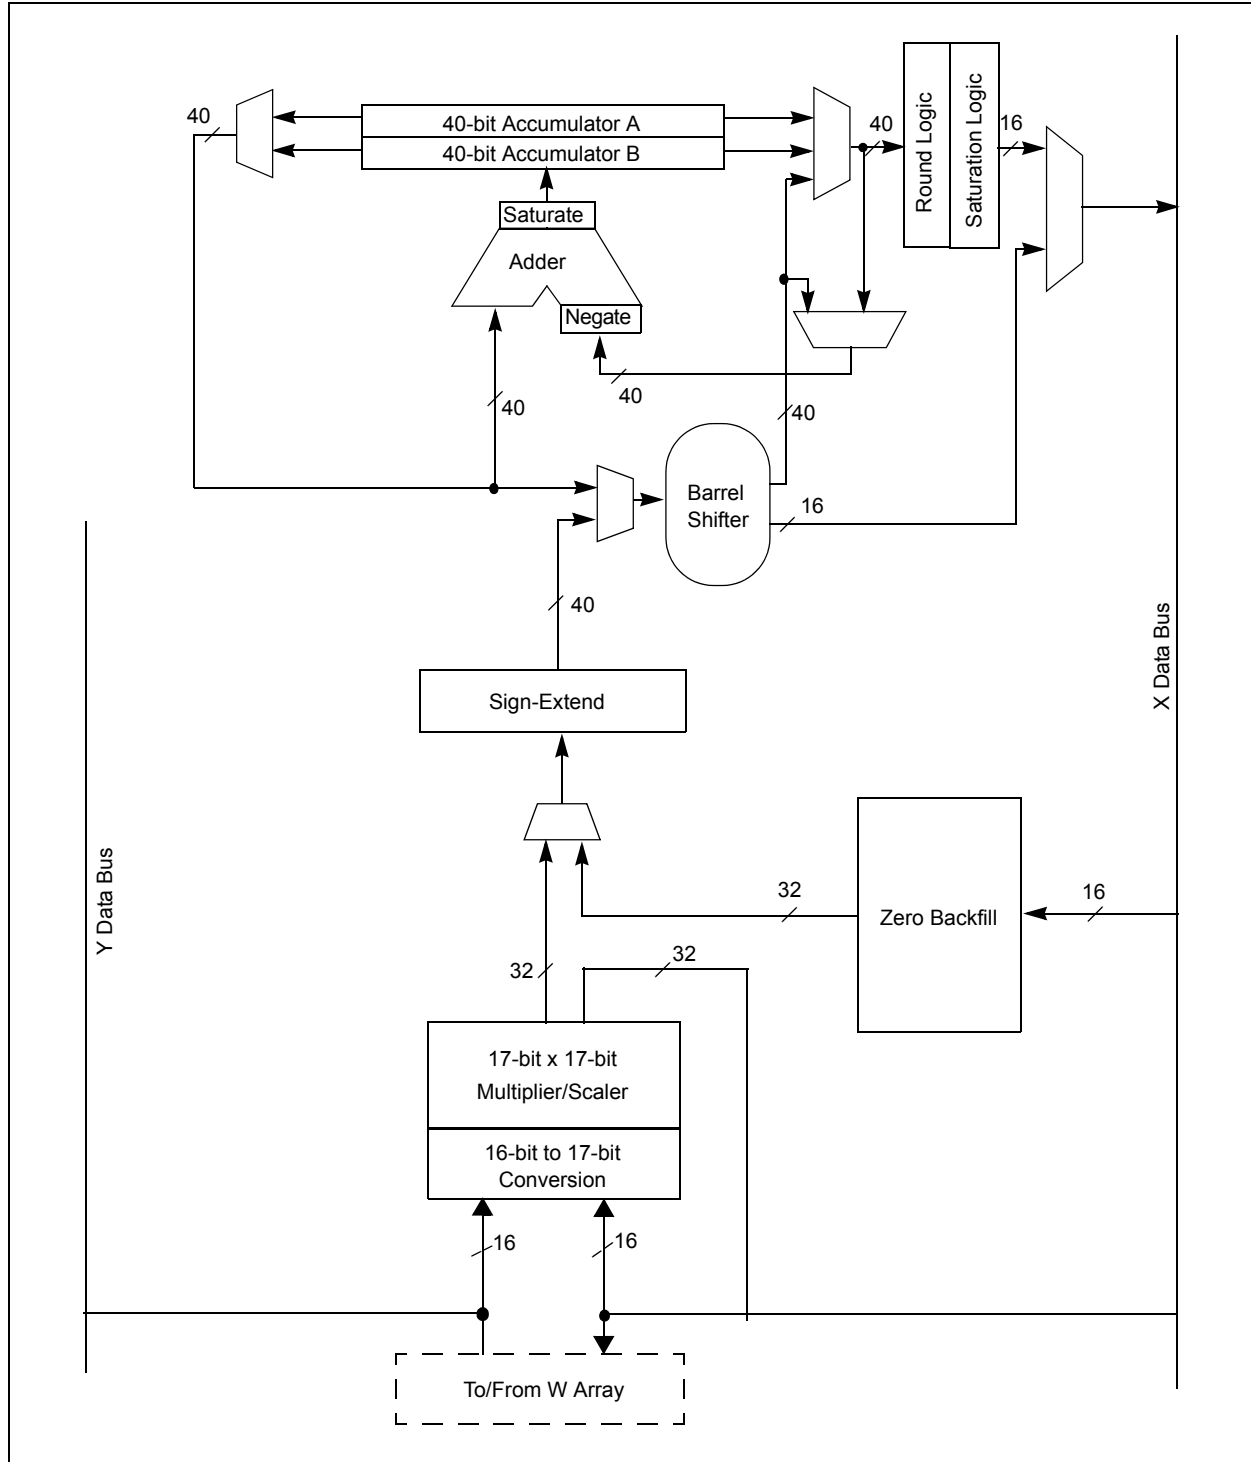 40
40-bit Accumulator A
40-bit Accumulator B
40
Round Logic
Saturation Logic
16
Saturate
Adder
Negate
40
40
40
Barrel
Shifter
16
40
Sign-Extend
X Data Bus
Y Data Bus
32
Zero Backfill
16
32
32
17-bit x 17-bit
Multiplier/Scaler
16-bit to 17-bit
Conversion
16
16
To/From W Array